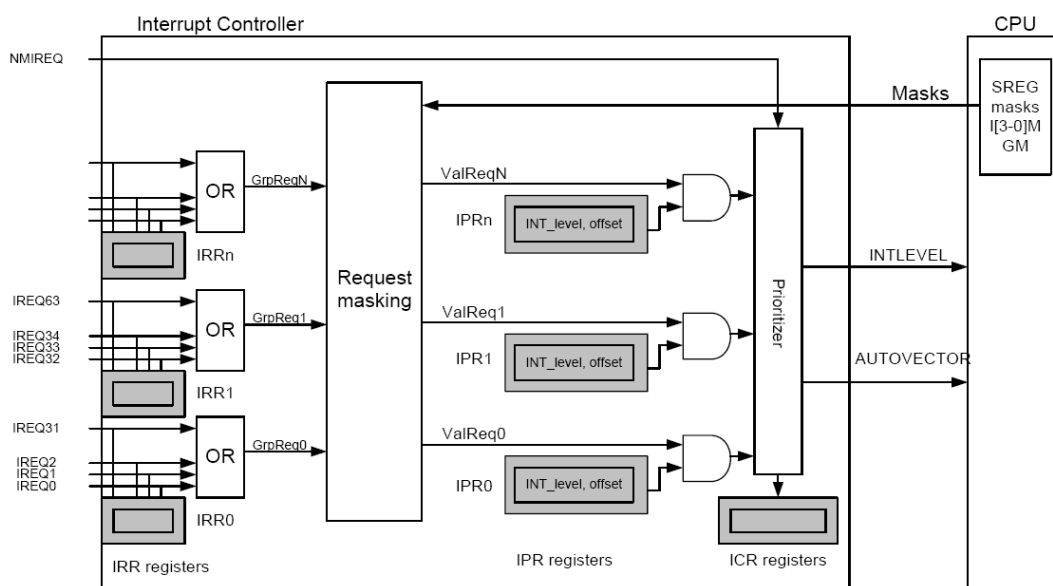 Interrupt Controller
CPU
NMIREQ
Masks
SREG
masks
I[3-0]M
GM
OR
GrpReqN
ValReqN
IPRn
INT_level, offset
IRRn
INTLEVEL
Request
masking
Prioritizer
IREQ63
OR
GrpReq1
ValReq1
IREQ34
IREQ33
IREQ32
IPR1
INT_level, offset
AUTOVECTOR
IRR1
IREQ31
OR
GrpReq0
ValReq0
IREQ2
IREQ1
IREQ0
IPR0
INT_level, offset
IRR0
IRR registers
IPR registers
ICR registers